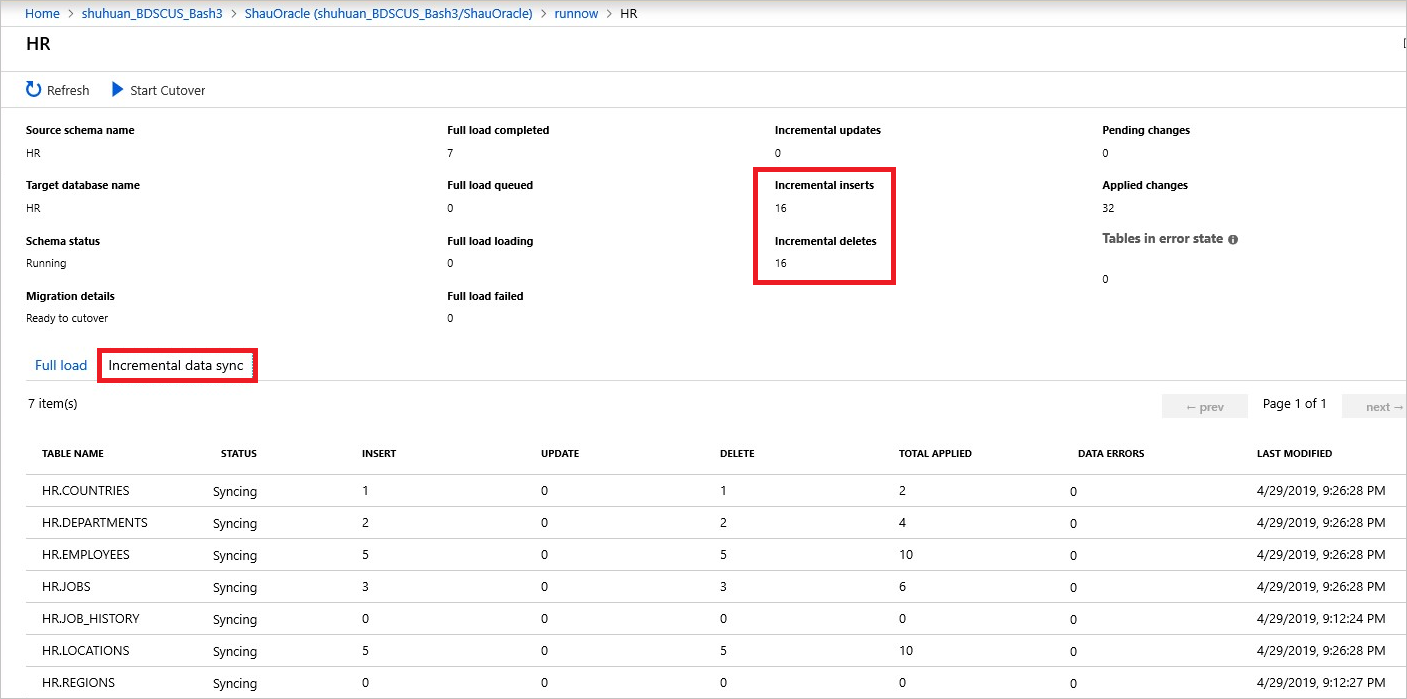 Home > shuhuan_BDSCUS_Bash3 > ShauOracle (shuhuan_BDSCUS_Bash3/ShauOracle) > runnow > HR
HR
Refresh Start Cutover
Source schema name Full load completed Incremental updates Pending changes
HR 7 0 0
Target database name Full load queued Incremental inserts Applied changes
HR 0 16 32
Schema status Full load loading Incremental deletes Tables in error state
Running 0 16 0
Migration details Full load failed
Ready to cutover 0
Full load Incremental data sync
7 item(s) ← prev Page 1 of 1 next →
TABLE NAME STATUS INSERT UPDATE DELETE TOTAL APPLIED DATA ERRORS LAST MODIFIED
HR.COUNTRIES Syncing 1 0 1 2 0 4/29/2019, 9:26:28 PM
HR.DEPARTMENTS Syncing 2 0 2 4 0 4/29/2019, 9:26:28 PM
HR.EMPLOYEES Syncing 5 0 5 10 0 4/29/2019, 9:26:28 PM
HR.JOBS Syncing 3 0 3 6 0 4/29/2019, 9:26:28 PM
HR.JOB_HISTORY Syncing 0 0 0 0 0 4/29/2019, 9:12:24 PM
HR.LOCATIONS Syncing 5 0 5 10 0 4/29/2019, 9:26:28 PM
HR.REGIONS Syncing 0 0 0 0 0 4/29/2019, 9:12:27 PM